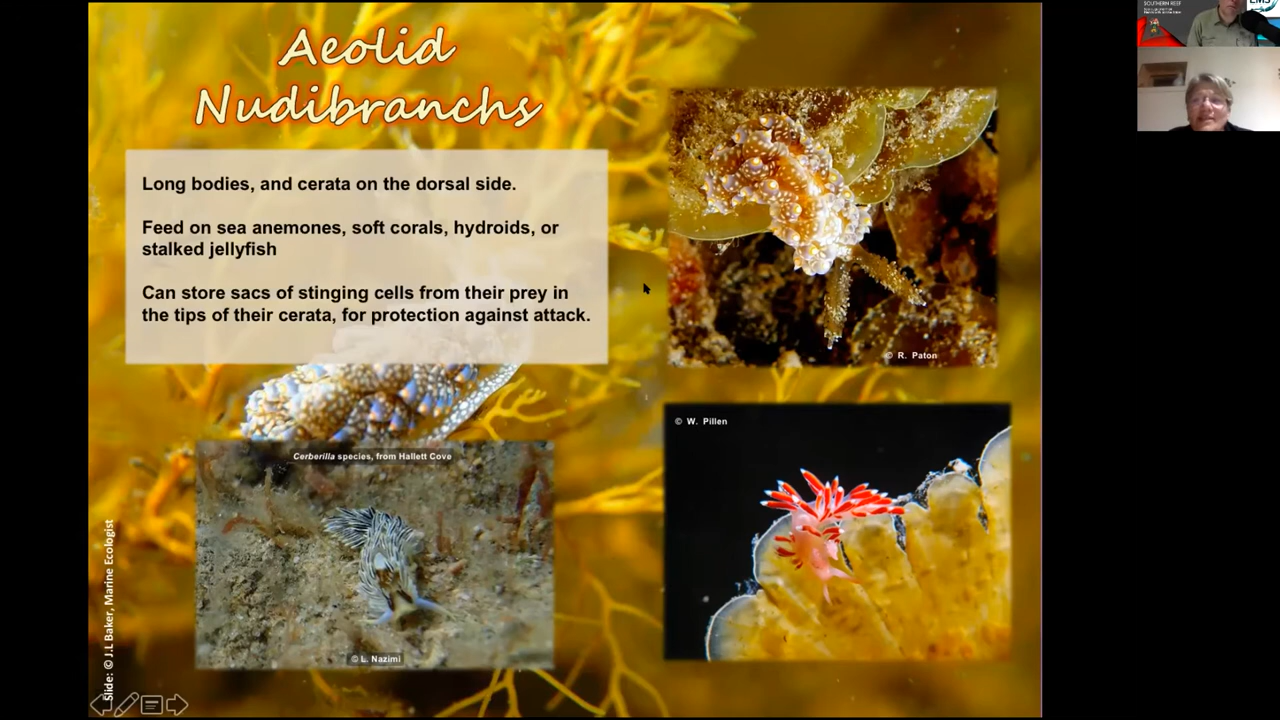 Aeolid
Nudibranchs
Long bodies, and cerata on the dorsal side.
Feed on sea anemones, soft corals, hydroids, or
stalked jellyfish
Can store sacs of stinging cells from their prey in
the tips of their cerata, for protection against attack.
© R. Paton
© W. Pillen
Cerberilla species, from Hallett Cove
© L. Nazimi
Slide: © J.L Baker, Marine Ecologist
SOUTHERN REEF